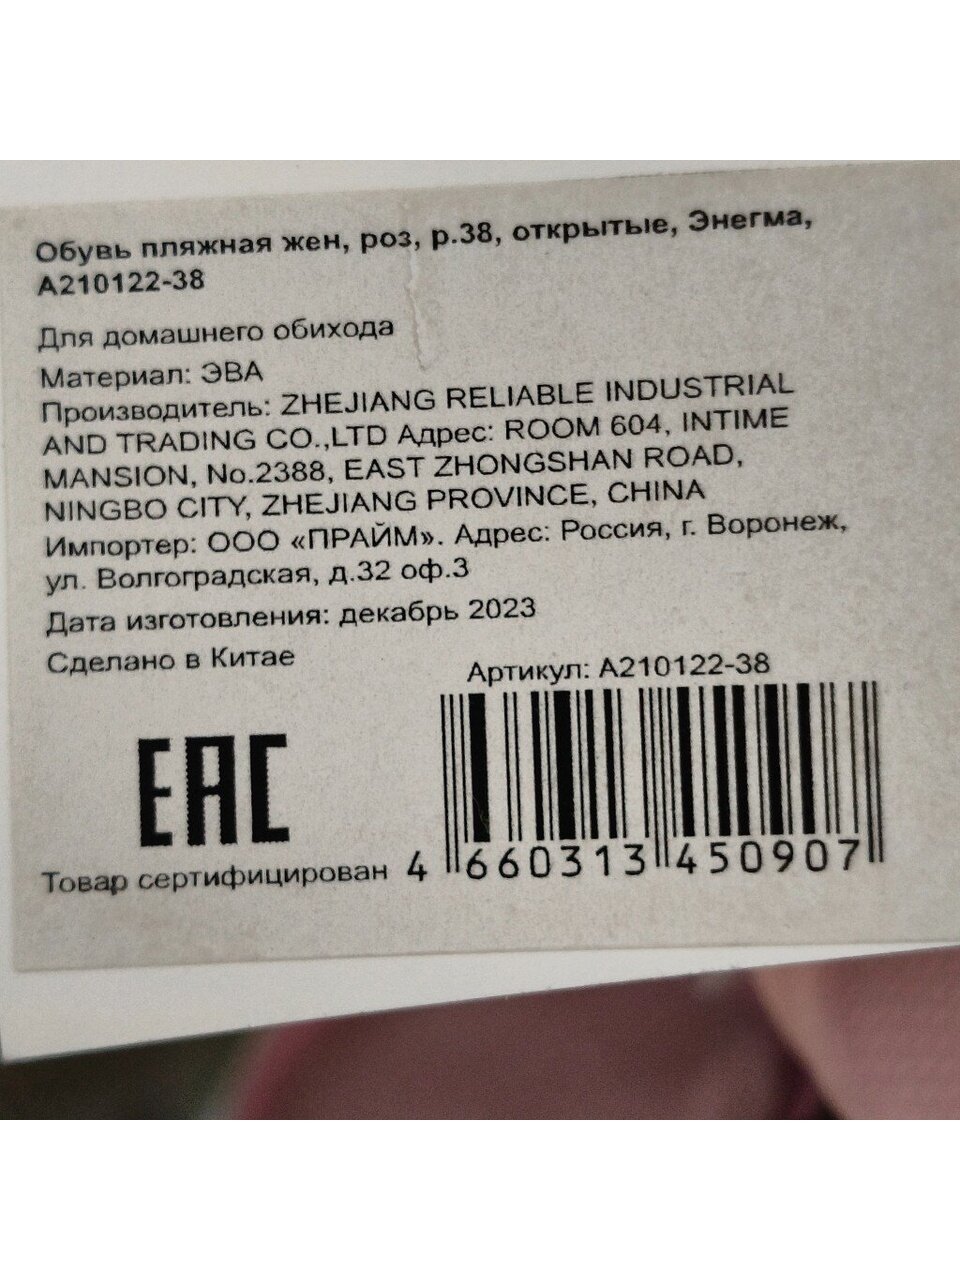 Обувь пляжная жен, роз, р.38, открытые, Энегма,
А210122-38
Для домашнего обихода
Материал: ЭВА
Производитель: ZHEJIANG RELIABLE INDUSTRIAL
AND TRADING CO.,LTD Адрес: ROOM 604, INTIME
MANSION, No.2388, EAST ZHONGSHAN ROAD,
NINGBO CITY, ZHEJIANG PROVINCE, CHINA
Импортер: ООО «ПРАЙМ». Адрес: Россия, г. Воронеж,
ул. Волгоградская, д.32 оф.3
Дата изготовления: декабрь 2023
Сделано в Китае
Артикул: А210122-38
EAC
Товар сертифицирован
4 660313 450907